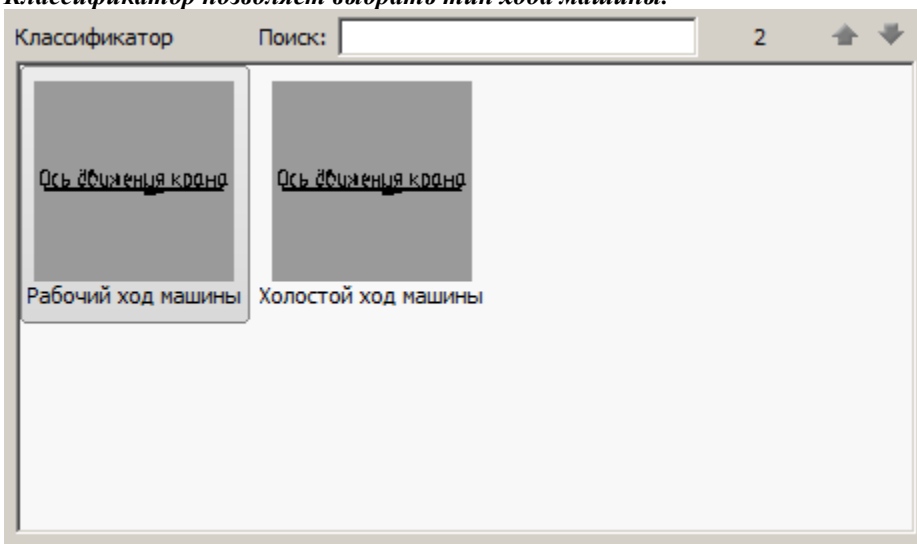 Классификатор позволяет выбрать тип хода машины.
Классификатор Поиск: 2
Ось движения крана Ось движения крана
Рабочий ход машины Холостой ход машины